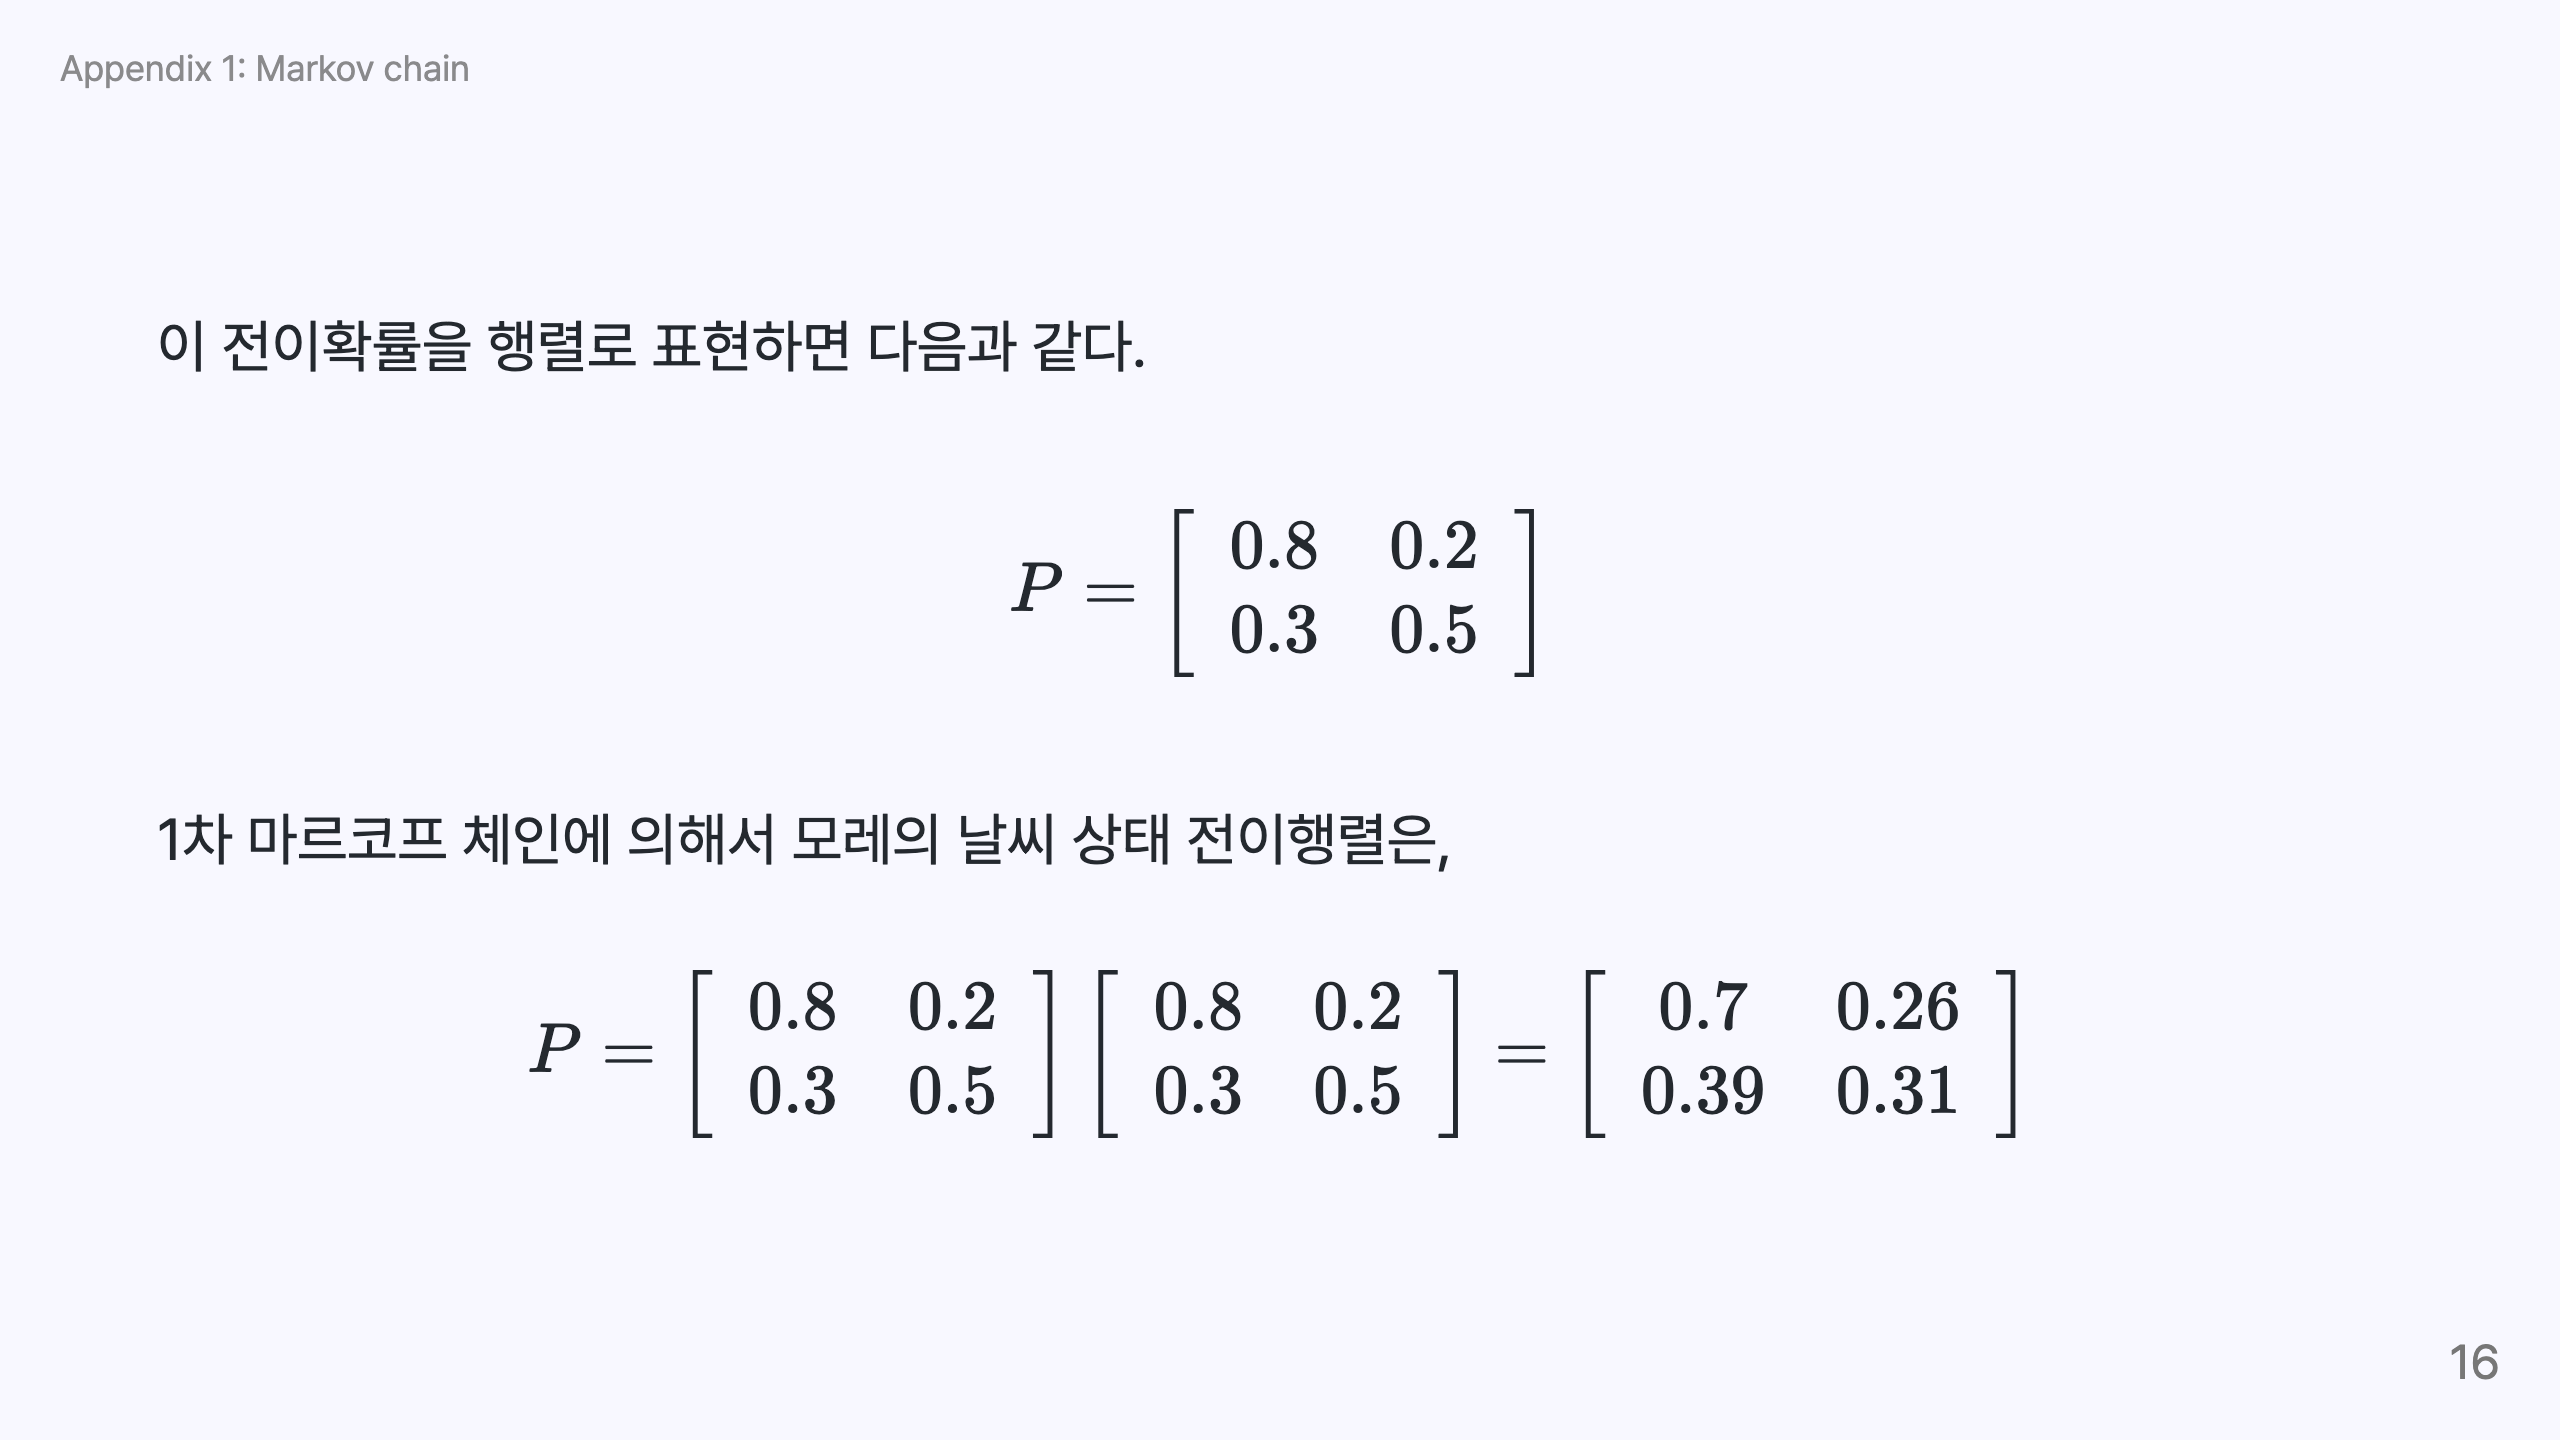 Appendix 1: Markov chain
이 전이확률을 행렬로 표현하면 다음과 같다.
P = [ 0.8 0.2
0.3 0.5 ]
1차 마르코프 체인에 의해서 모레의 날씨 상태 전이행렬은,
P = [ 0.8 0.2 ] [ 0.8 0.2 ] = [ 0.7 0.26 ]
[ 0.3 0.5 ] [ 0.3 0.5 ] [ 0.39 0.31 ]
16